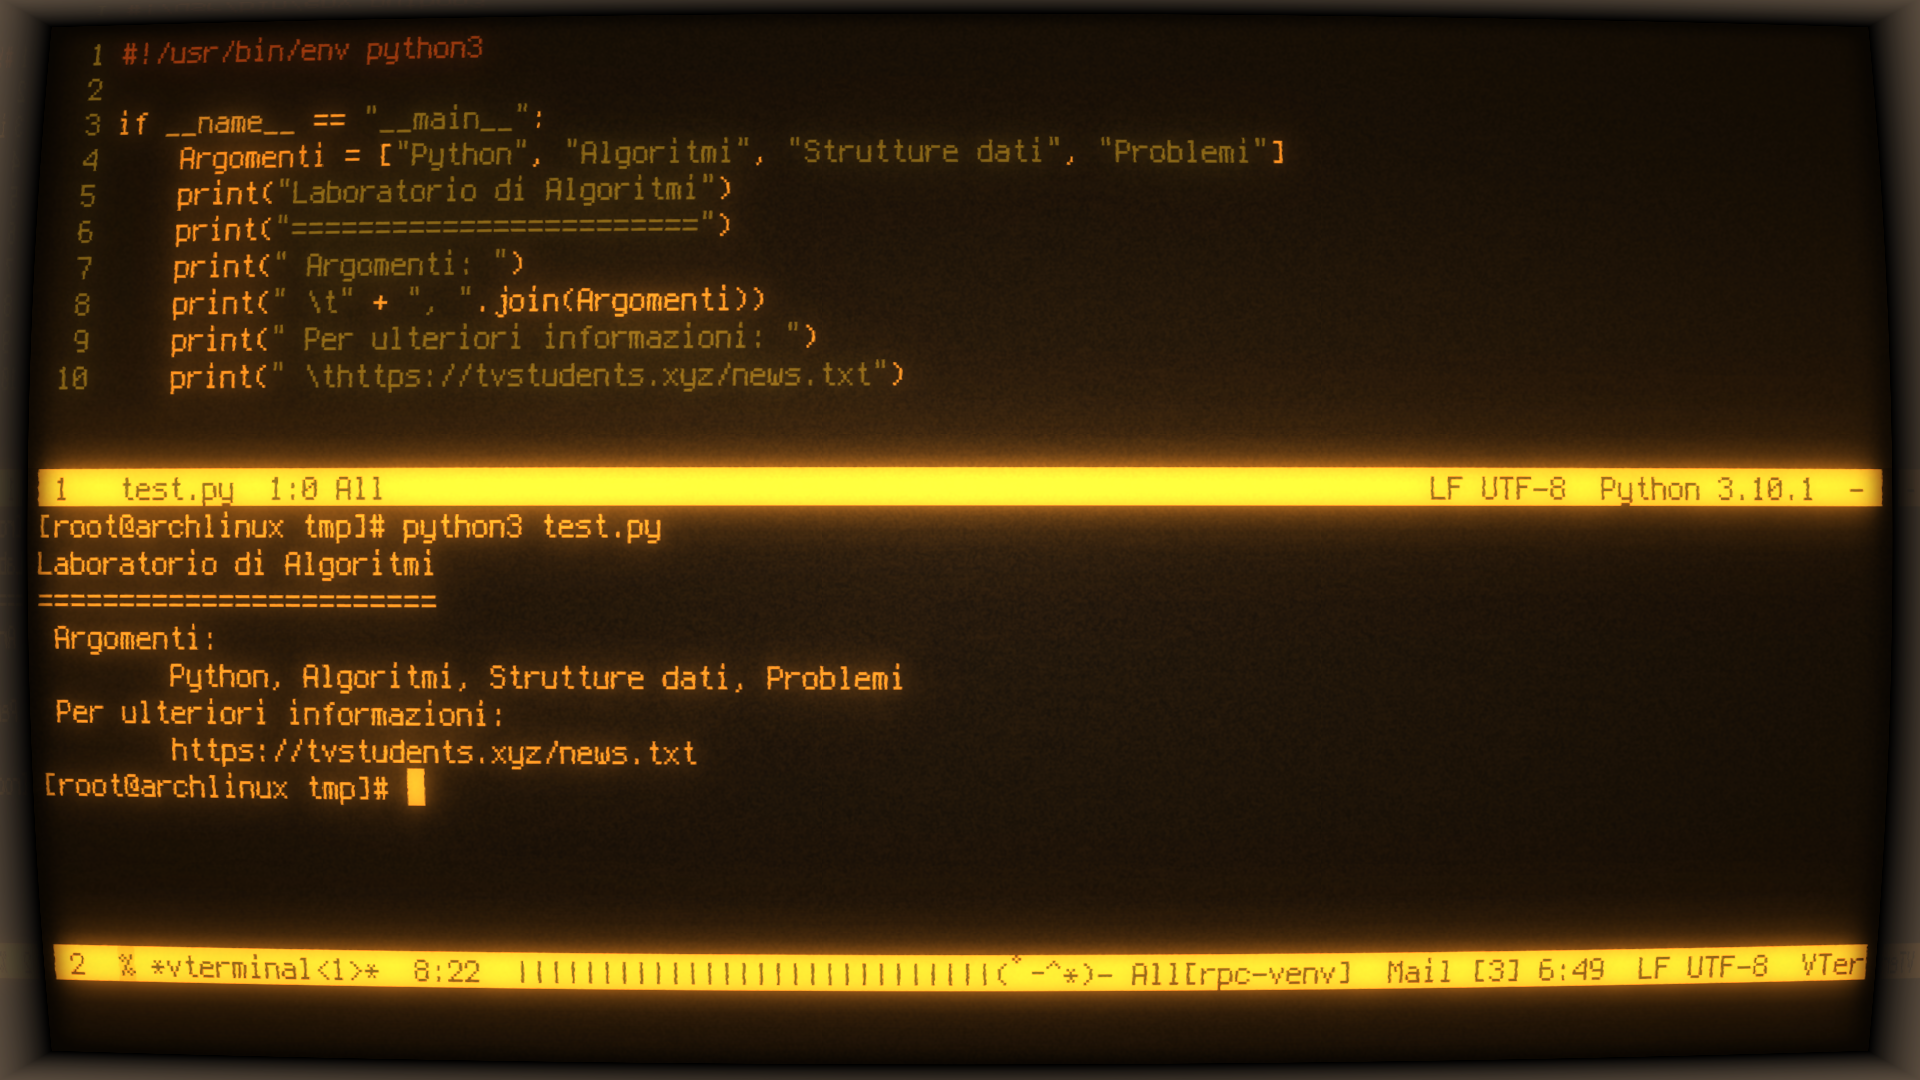 1 #!/usr/bin/env python3
2
3 if __name__ == "__main__":
4     Argomenti = ["Python", "Algoritmi", "Strutture dati", "Problemi"]
5     print("Laboratorio di Algoritmi")
6     print("========================")
7     print(" Argomenti: ")
8     print(" \t" + ", ".join(Argomenti))
9     print(" Per ulteriori informazioni: ")
10     print(" \thttps://tvstudents.xyz/news.txt")
1 test.py 1:0 All LF UTF-8 Python 3.10.1 -
[root@archlinux tmp]# python3 test.py
Laboratorio di Algoritmi
========================
 Argomenti:
        Python, Algoritmi, Strutture dati, Problemi
 Per ulteriori informazioni:
        https://tvstudents.xyz/news.txt
[root@archlinux tmp]#
2 % *vterminal<1>* 8:22 ||||||||||||||||||||||||||||(*-^*)- All[rpc-venv] Mail [3] 6:49 LF UTF-8 VTer